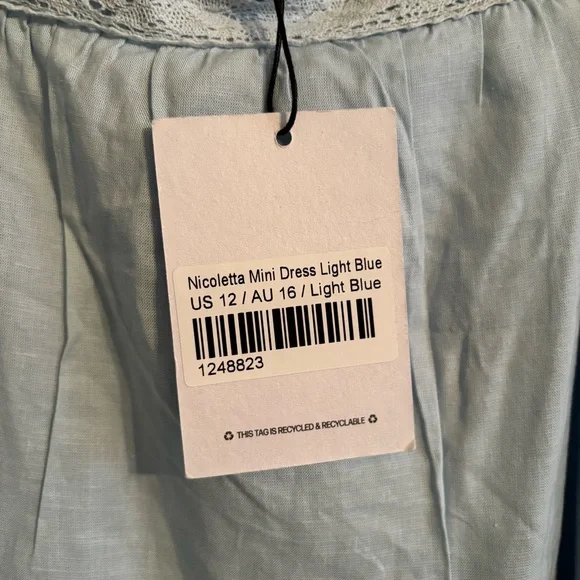 Nicoletta Mini Dress Light Blue
US 12 / AU 16 / Light Blue
1248823
THIS TAG IS RECYCLED & RECYCLABLE